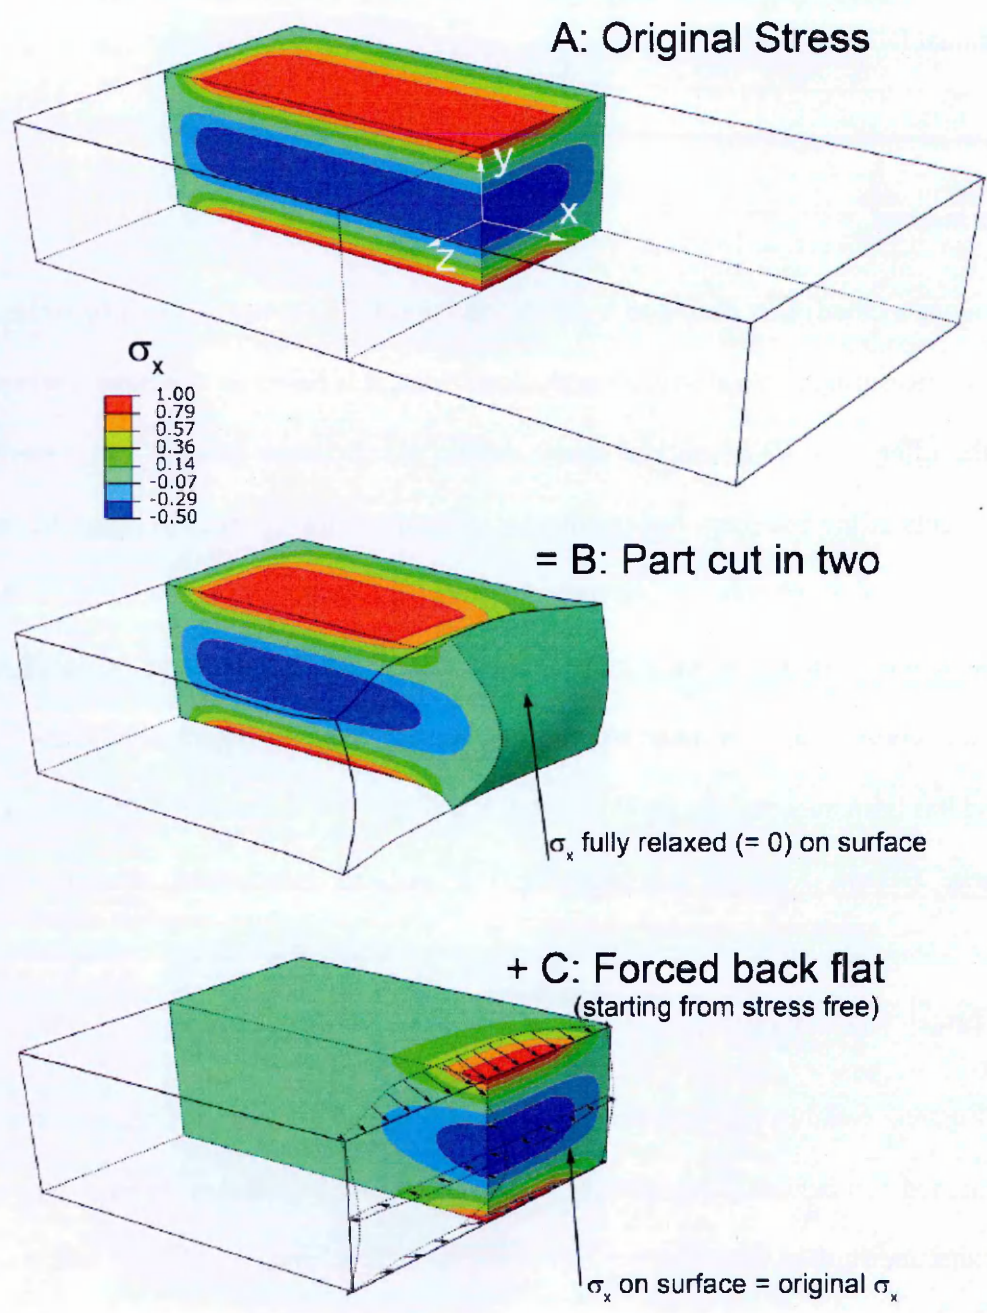 A: Original Stress
y
x
z
σx
1.00
0.79
0.57
0.36
0.14
-0.07
-0.29
-0.50
= B: Part cut in two
σx fully relaxed (= 0) on surface
+ C: Forced back flat
(starting from stress free)
σx on surface = original σx